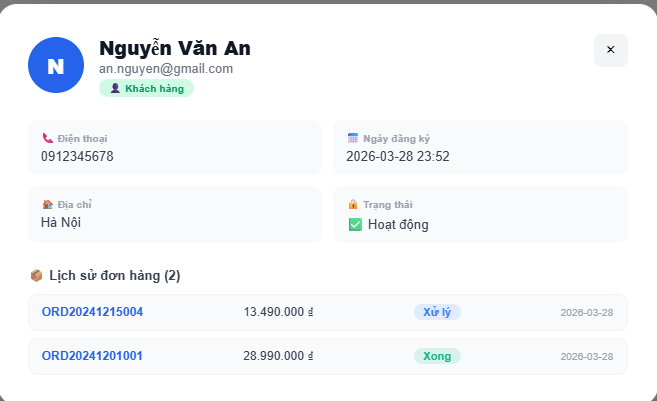 Nguyễn Văn An
N
an.nguyen@gmail.com
👤 Khách hàng
×
📞 Điện thoại
0912345678
📅 Ngày đăng ký
2026-03-28 23:52
🏠 Địa chỉ
Hà Nội
🔒 Trạng thái
✅ Hoạt động
📦 Lịch sử đơn hàng (2)
ORD20241215004 13.490.000 ₫ Xử lý 2026-03-28
ORD20241201001 28.990.000 ₫ Xong 2026-03-28